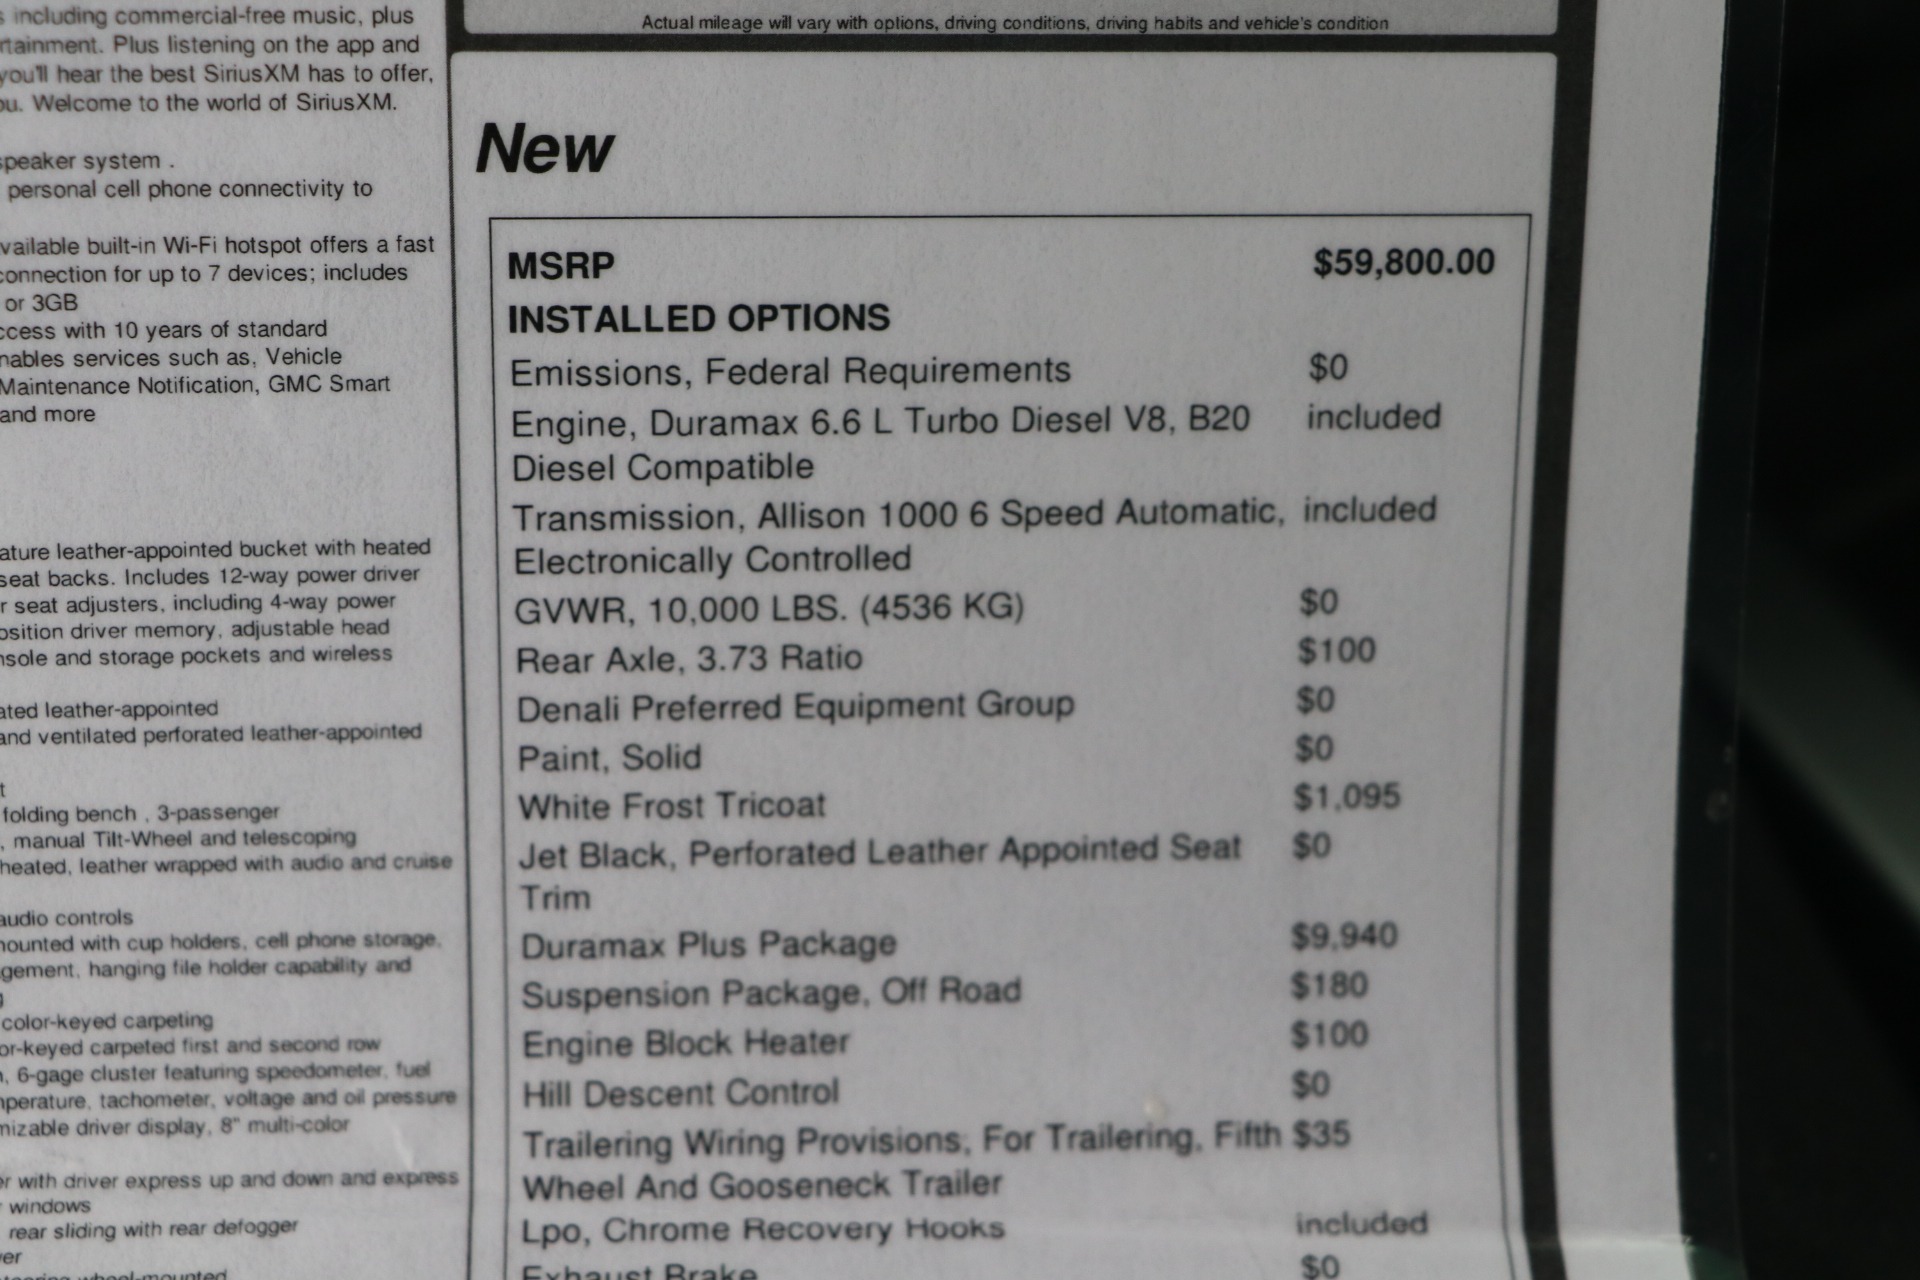 including commercial-free music, plus
rtainment. Plus listening on the app and
you'll hear the best SiriusXM has to offer,
ou. Welcome to the world of SiriusXM.
speaker system .
personal cell phone connectivity to
vailable built-in Wi-Fi hotspot offers a fast
connection for up to 7 devices; includes
or 3GB
ccess with 10 years of standard
nables services such as, Vehicle
Maintenance Notification, GMC Smart
and more
ature leather-appointed bucket with heated
seat backs. Includes 12-way power driver
r seat adjusters, including 4-way power
osition driver memory, adjustable head
nsole and storage pockets and wireless
ated leather-appointed
and ventilated perforated leather-appointed
t
folding bench , 3-passenger
, manual Tilt-Wheel and telescoping
heated, leather wrapped with audio and cruise
audio controls
mounted with cup holders, cell phone storage,
gement, hanging file holder capability and
g
color-keyed carpeting
or-keyed carpeted first and second row
n, 6-gage cluster featuring speedometer, fuel
mperature, tachometer, voltage and oil pressure
mizable driver display, 8" multi-color
er with driver express up and down and express
windows
rear sliding with rear defogger
ver
steering wheel-mounted
Actual mileage will vary with options, driving conditions, driving habits and vehicle's condition
New
MSRP $59,800.00
INSTALLED OPTIONS
Emissions, Federal Requirements $0
Engine, Duramax 6.6 L Turbo Diesel V8, B20 included
Diesel Compatible
Transmission, Allison 1000 6 Speed Automatic, included
Electronically Controlled
GVWR, 10,000 LBS. (4536 KG) $0
Rear Axle, 3.73 Ratio $100
Denali Preferred Equipment Group $0
Paint, Solid $0
White Frost Tricoat $1,095
Jet Black, Perforated Leather Appointed Seat $0
Trim
Duramax Plus Package $9,940
Suspension Package, Off Road $180
Engine Block Heater $100
Hill Descent Control $0
Trailering Wiring Provisions, For Trailering, Fifth $35
Wheel And Gooseneck Trailer
Lpo, Chrome Recovery Hooks included
Exhaust Brake $0